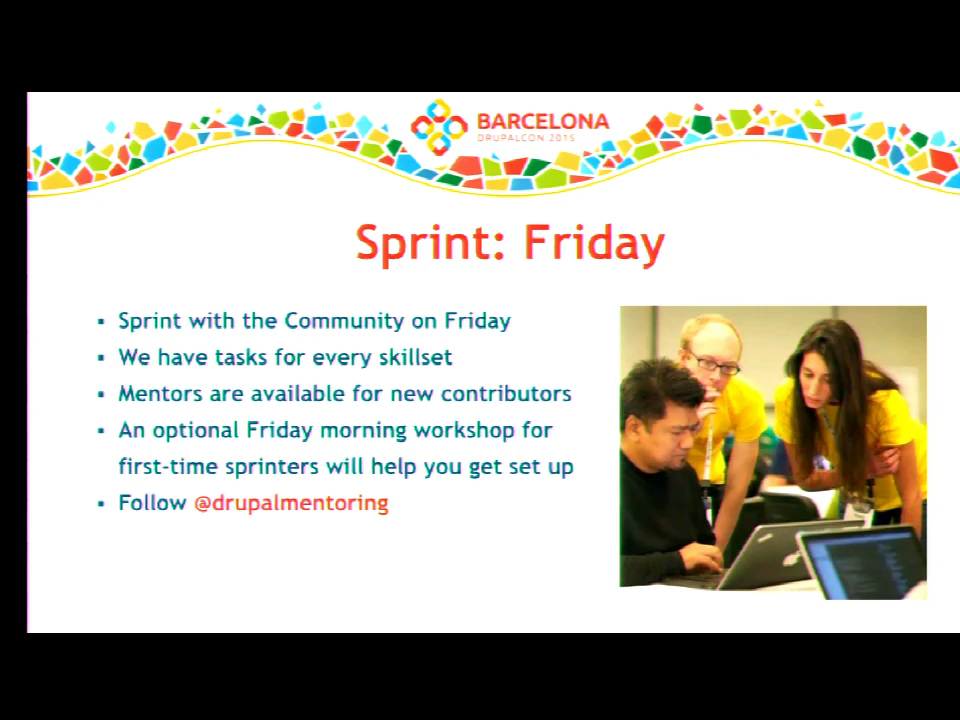 BARCELONA
DRUPALCON 2015
Sprint: Friday
▪ Sprint with the Community on Friday
▪ We have tasks for every skillset
▪ Mentors are available for new contributors
▪ An optional Friday morning workshop for
first-time sprinters will help you get set up
▪ Follow @drupalmentoring